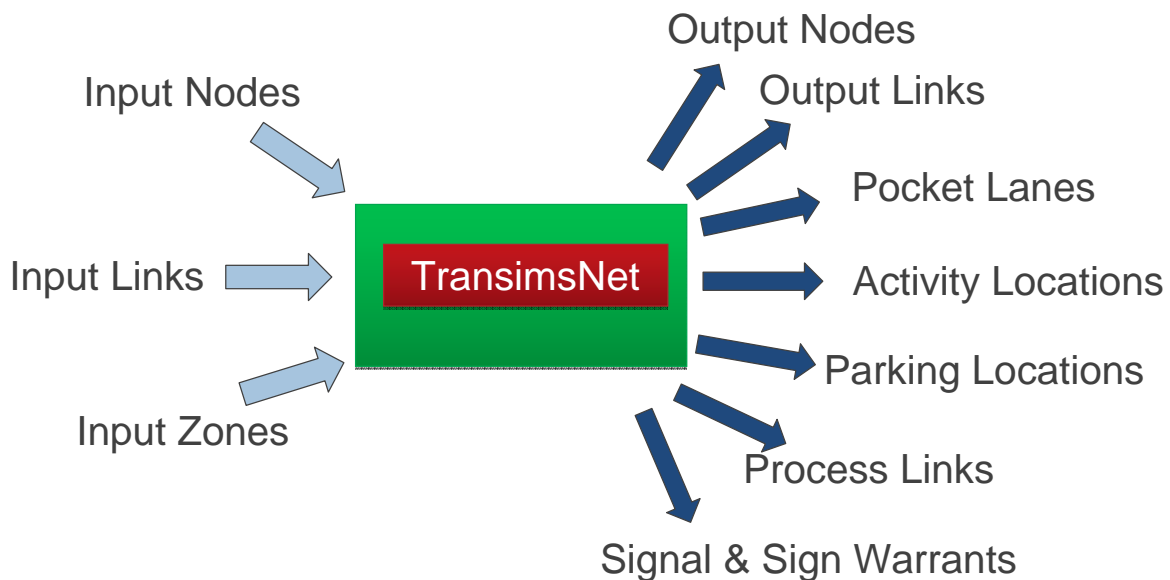 Input Nodes
Input Links
Input Zones
TransimsNet
Output Nodes
Output Links
Pocket Lanes
Activity Locations
Parking Locations
Process Links
Signal & Sign Warrants